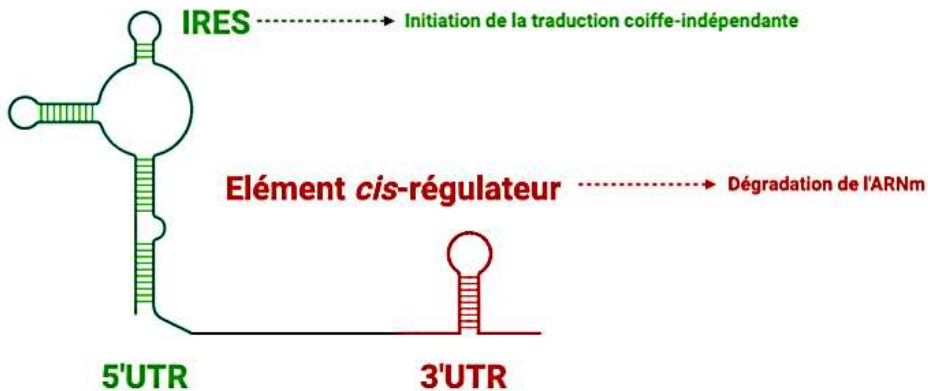 IRES
Initiation de la traduction coiffe-indépendante
Elément cis-régulateur
Dégradation de l'ARNm
5'UTR
3'UTR